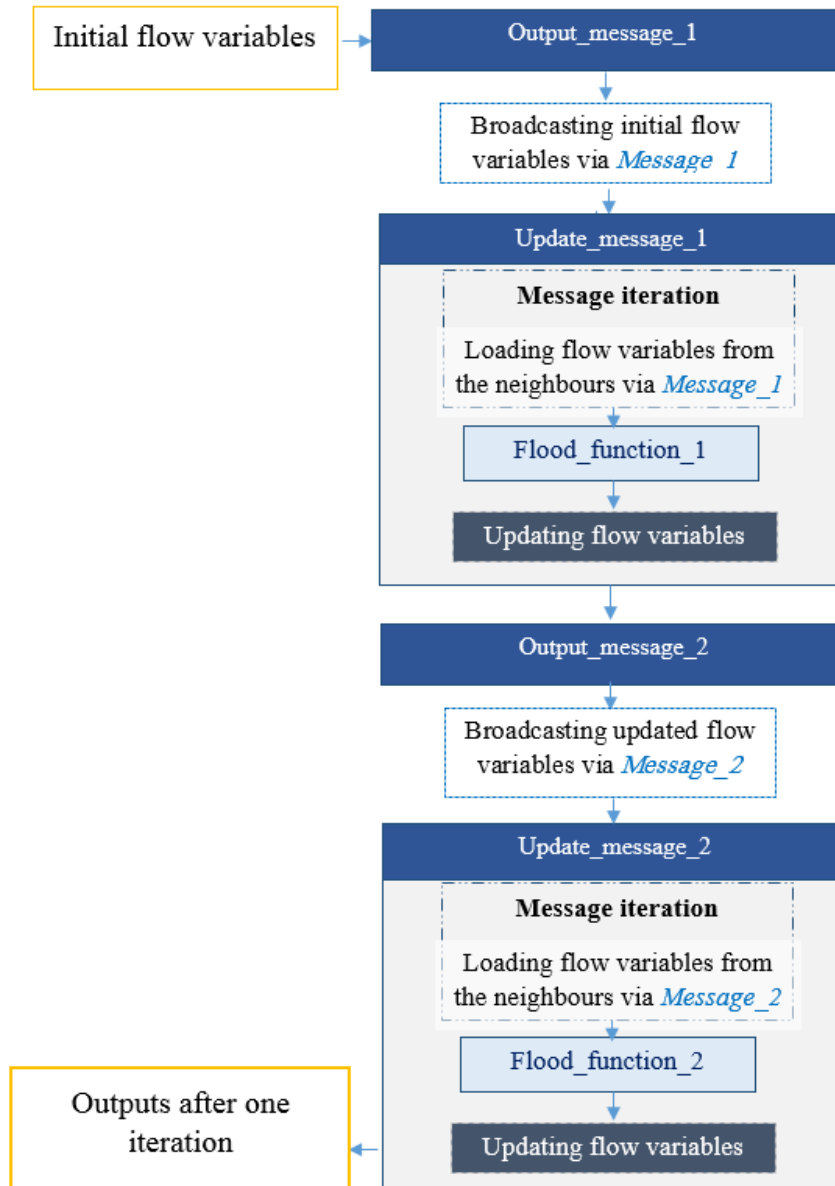 Initial flow variables
Output_message_1
Broadcasting initial flow
variables via Message_1
Update_message_1
Message iteration
Loading flow variables from
the neighbours via Message_1
Flood_function_1
Updating flow variables
Output_message_2
Broadcasting updated flow
variables via Message_2
Update_message_2
Message iteration
Loading flow variables from
the neighbours via Message_2
Flood_function_2
Updating flow variables
Outputs after one
iteration